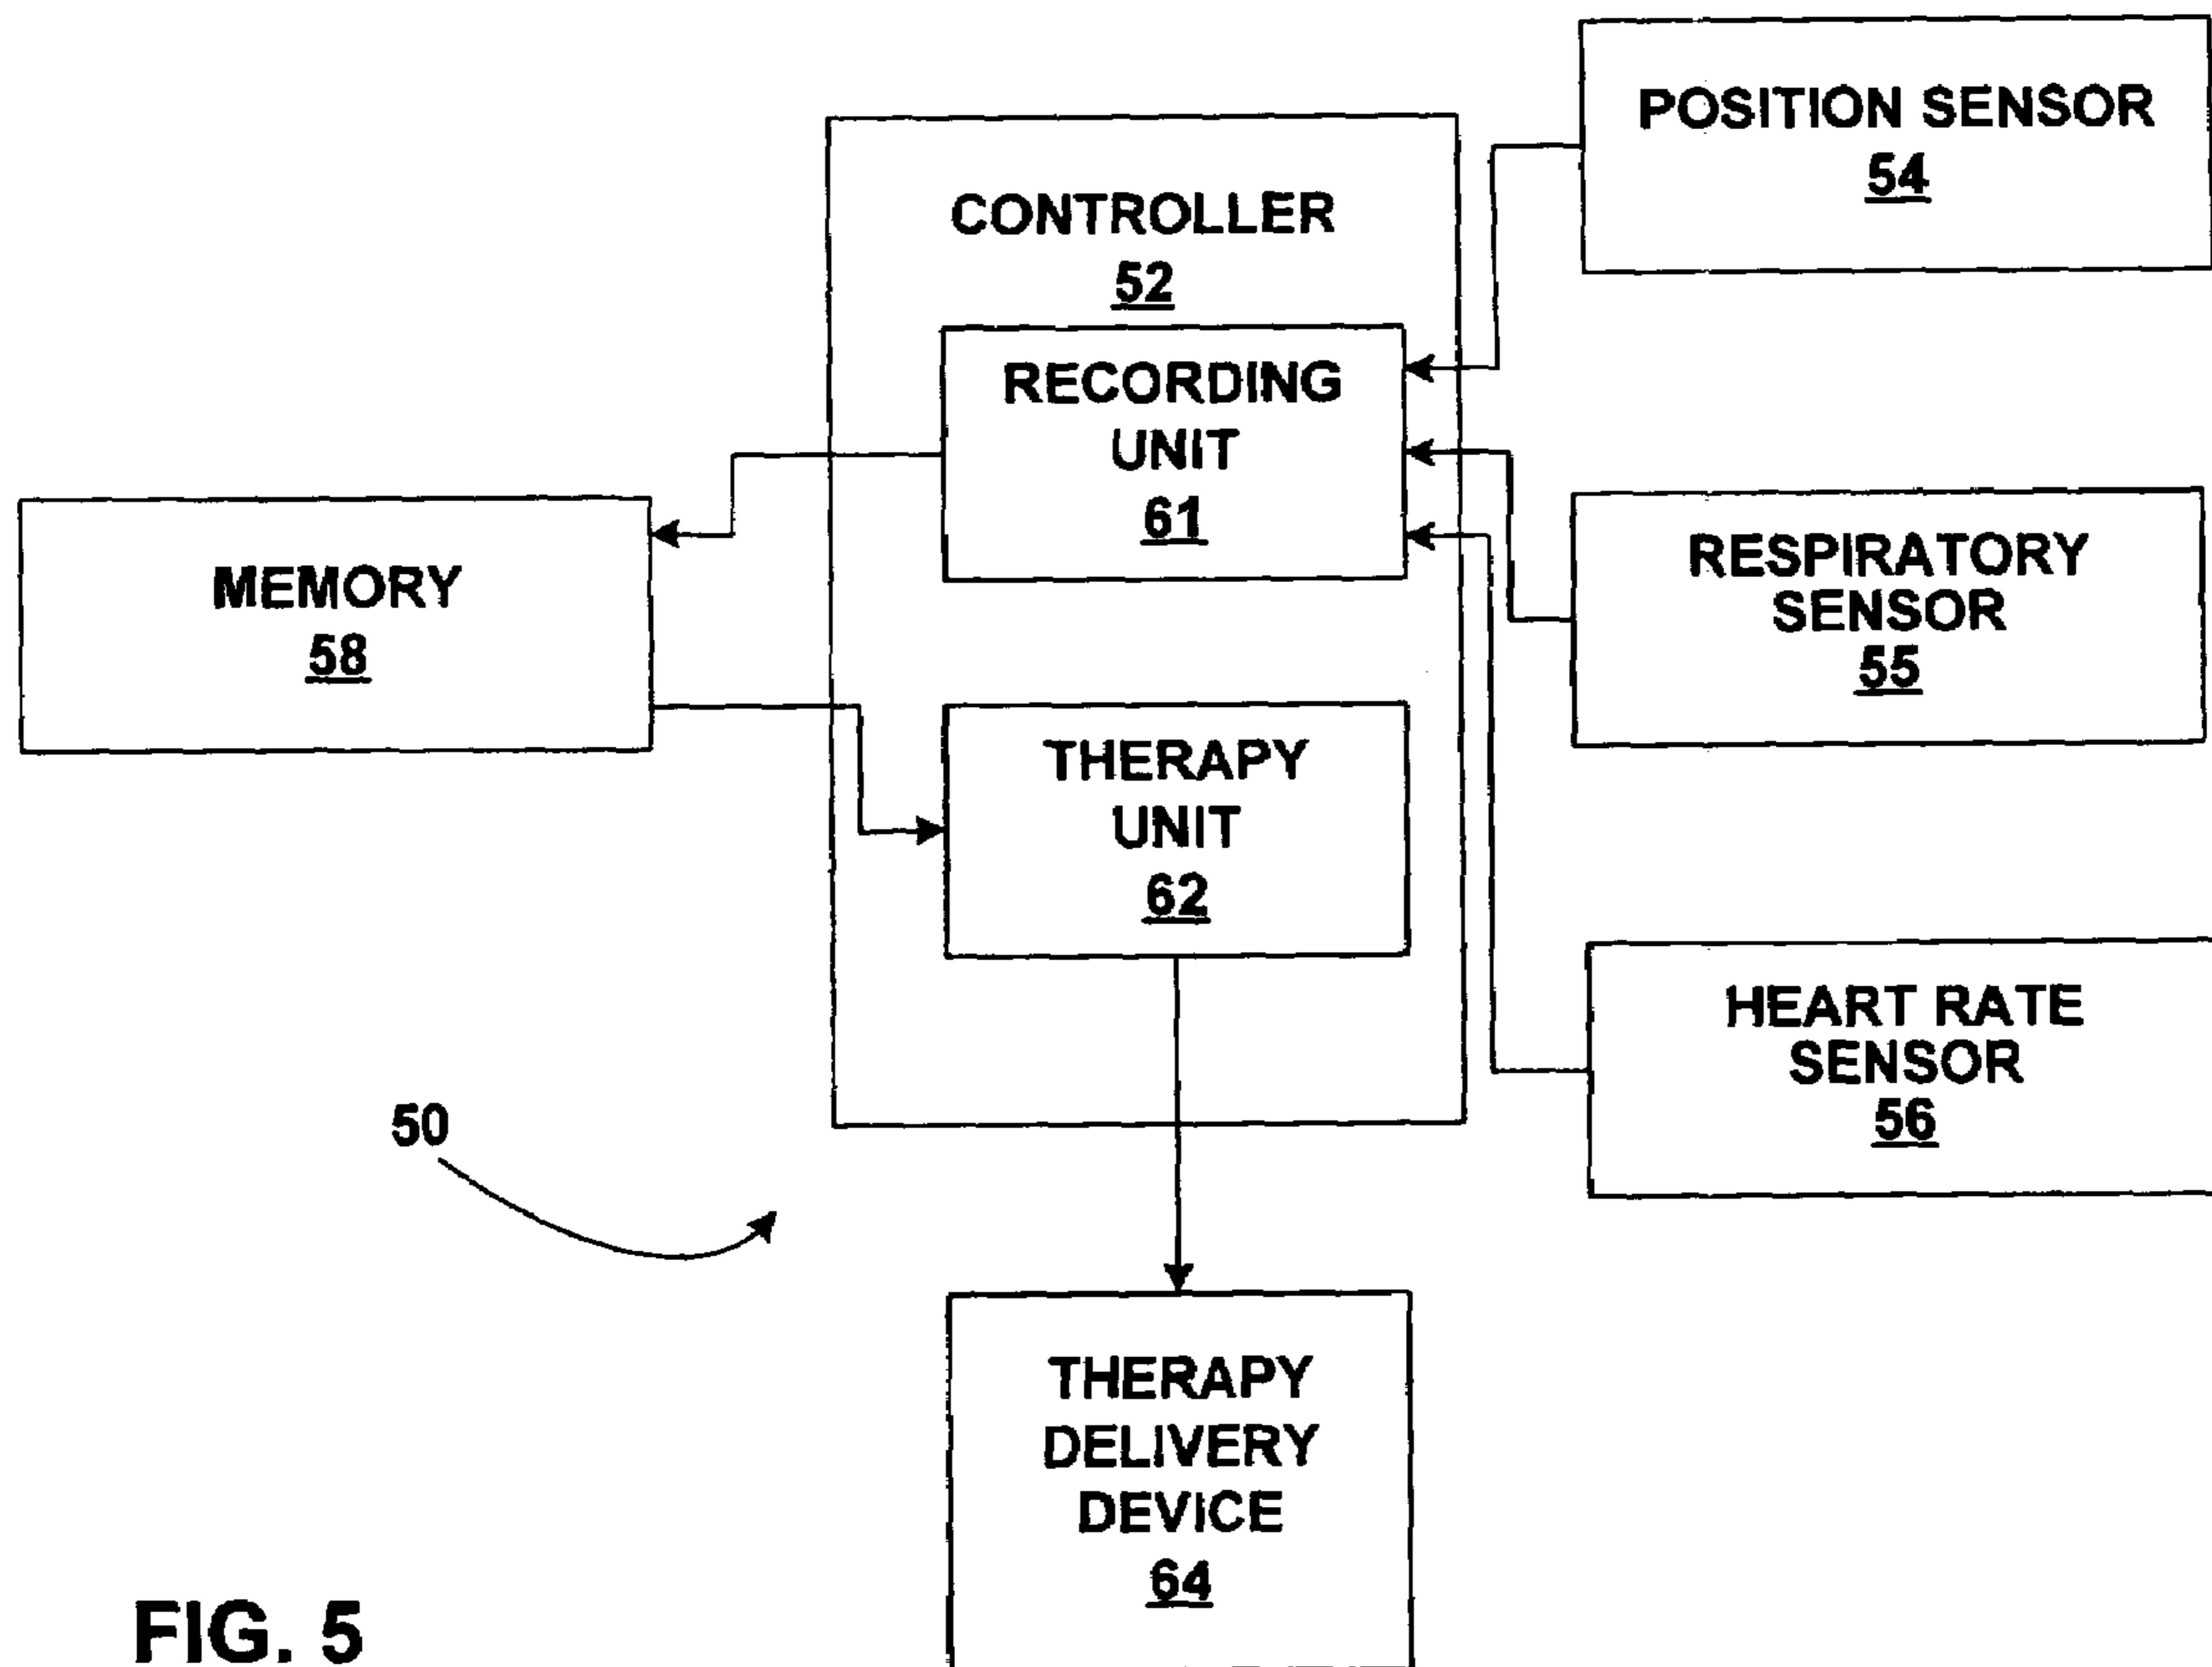 POSITION SENSOR
54
CONTROLLER
52
RECORDING
UNIT
61
MEMORY
58
RESPIRATORY
SENSOR
55
THERAPY
UNIT
62
HEART RATE
SENSOR
56
50
THERAPY
DELIVERY
DEVICE
64
FIG. 5